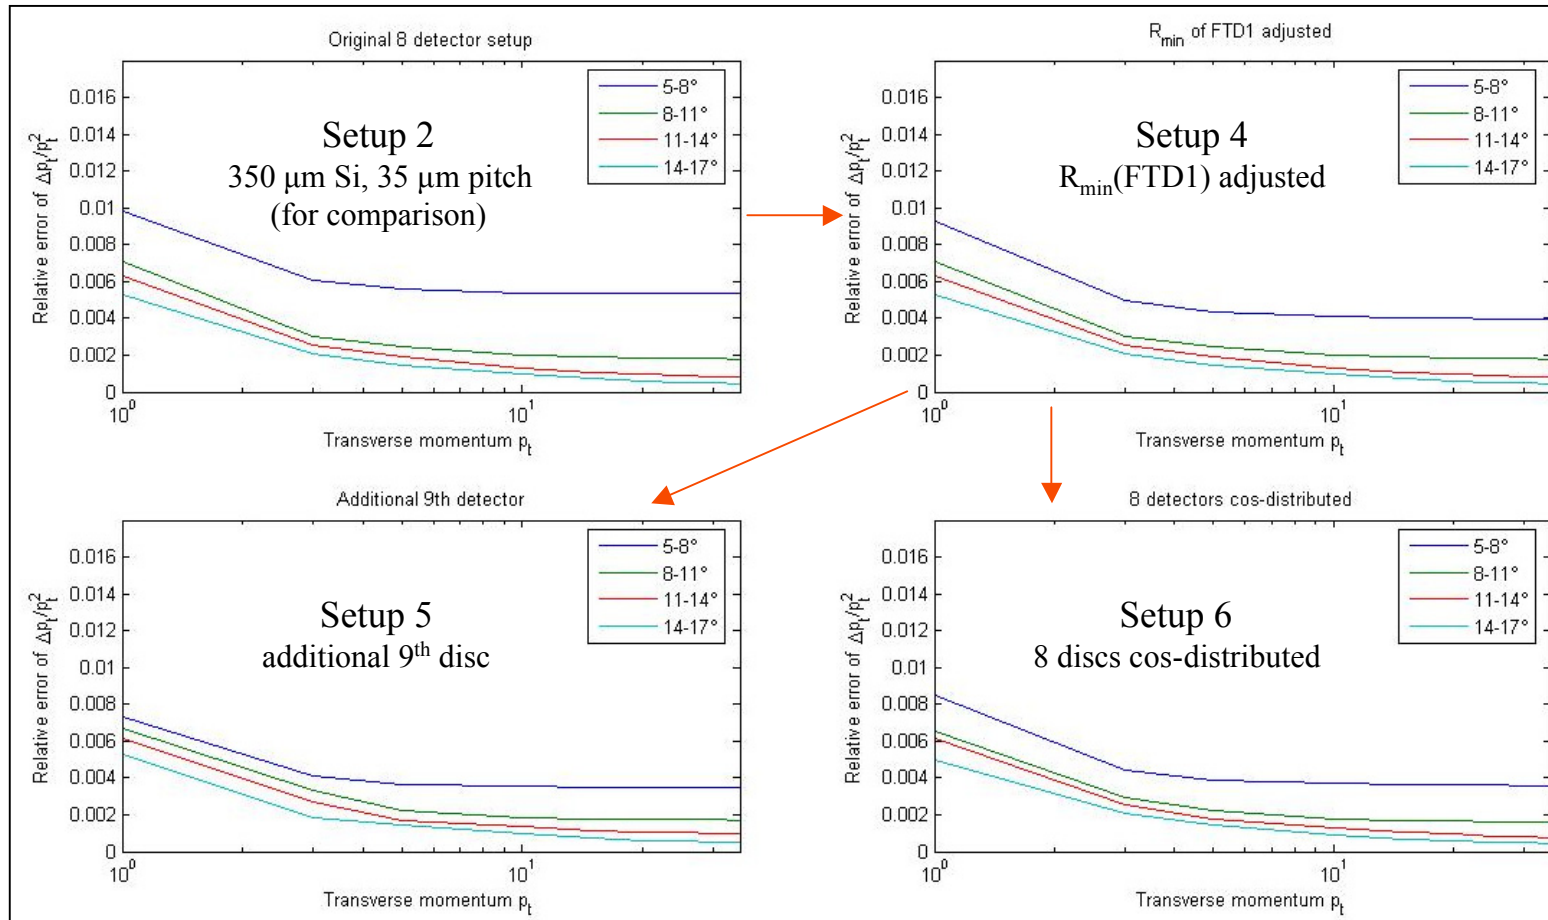 Original 8 detector setup
Relative error of Δp_t/p_t^2
0.016
0.014
0.012
0.01
0.008
0.006
0.004
0.002
0
10^0
10^1
Transverse momentum p_t
5-8°
8-11°
11-14°
14-17°
Setup 2
350 μm Si, 35 μm pitch
(for comparison)
R_min of FTD1 adjusted
Relative error of Δp_t/p_t^2
0.016
0.014
0.012
0.01
0.008
0.006
0.004
0.002
0
10^0
10^1
Transverse momentum p_t
5-8°
8-11°
11-14°
14-17°
Setup 4
R_min(FTD1) adjusted
Additional 9th detector
Relative error of Δp_t/p_t^2
0.016
0.014
0.012
0.01
0.008
0.006
0.004
0.002
0
10^0
10^1
Transverse momentum p_t
5-8°
8-11°
11-14°
14-17°
Setup 5
additional 9th disc
8 detectors cos-distributed
Relative error of Δp_t/p_t^2
0.016
0.014
0.012
0.01
0.008
0.006
0.004
0.002
0
10^0
10^1
Transverse momentum p_t
5-8°
8-11°
11-14°
14-17°
Setup 6
8 discs cos-distributed